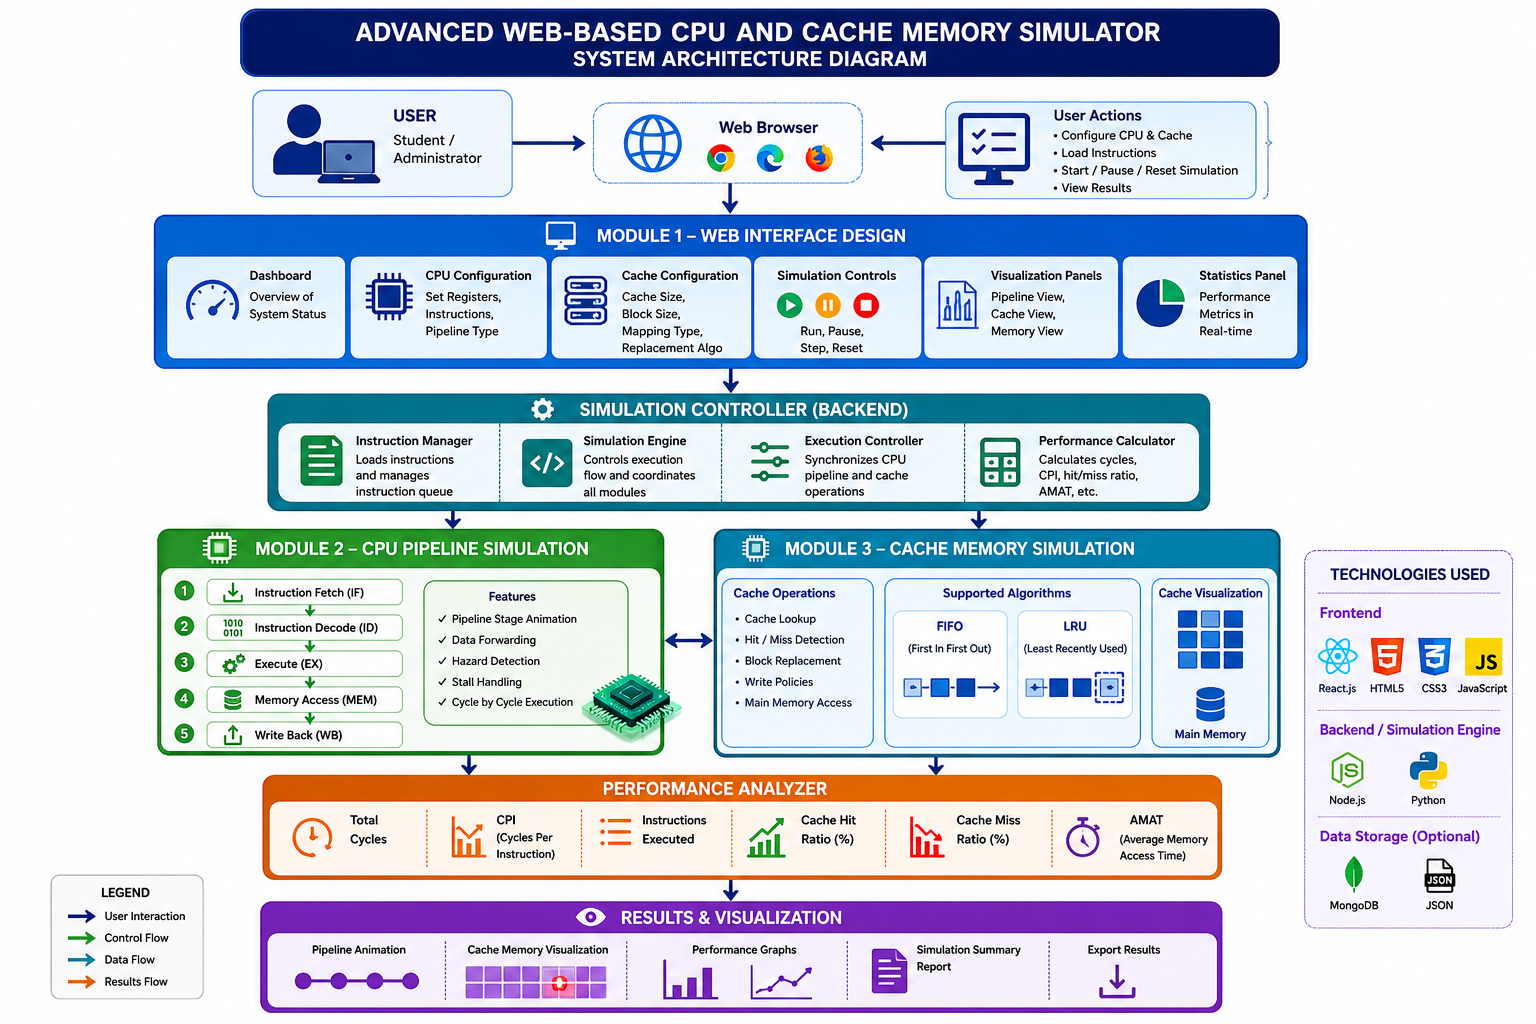 ADVANCED WEB-BASED CPU AND CACHE MEMORY SIMULATOR
SYSTEM ARCHITECTURE DIAGRAM
USER
Student /
Administrator
Web Browser
User Actions
• Configure CPU & Cache
• Load Instructions
• Start / Pause / Reset Simulation
• View Results
MODULE 1 – WEB INTERFACE DESIGN
Dashboard
Overview of
System Status
CPU Configuration
Set Registers,
Instructions,
Pipeline Type
Cache Configuration
Cache Size,
Block Size,
Mapping Type,
Replacement Algo
Simulation Controls
Run, Pause,
Step, Reset
Visualization Panels
Pipeline View,
Cache View,
Memory View
Statistics Panel
Performance
Metrics in
Real-time
SIMULATION CONTROLLER (BACKEND)
Instruction Manager
Loads instructions
and manages
instruction queue
</>
Simulation Engine
Controls execution
flow and coordinates
all modules
Execution Controller
Synchronizes CPU
pipeline and cache
operations
Performance Calculator
Calculates cycles,
CPI, hit/miss ratio,
AMAT, etc.
MODULE 2 – CPU PIPELINE SIMULATION
1
Instruction Fetch (IF)
2
1010
0101
Instruction Decode (ID)
3
Execute (EX)
4
Memory Access (MEM)
5
Write Back (WB)
Features
✓ Pipeline Stage Animation
✓ Data Forwarding
✓ Hazard Detection
✓ Stall Handling
✓ Cycle by Cycle Execution
MODULE 3 – CACHE MEMORY SIMULATION
Cache Operations
• Cache Lookup
• Hit / Miss Detection
• Block Replacement
• Write Policies
• Main Memory Access
Supported Algorithms
FIFO
(First In First Out)
LRU
(Least Recently Used)
Cache Visualization
Main Memory
PERFORMANCE ANALYZER
Total
Cycles
CPI
(Cycles Per
Instruction)
Instructions
Executed
Cache Hit
Ratio (%)
Cache Miss
Ratio (%)
AMAT
(Average Memory
Access Time)
RESULTS & VISUALIZATION
Pipeline Animation
Cache Memory Visualization
Performance Graphs
Simulation Summary
Report
Export Results
LEGEND
User Interaction
Control Flow
Data Flow
Results Flow
TECHNOLOGIES USED
Frontend
5
3
JS
React.js
HTML5
CSS3
JavaScript
Backend / Simulation Engine
JS
Node.js
Python
Data Storage (Optional)
JSON
MongoDB
JSON